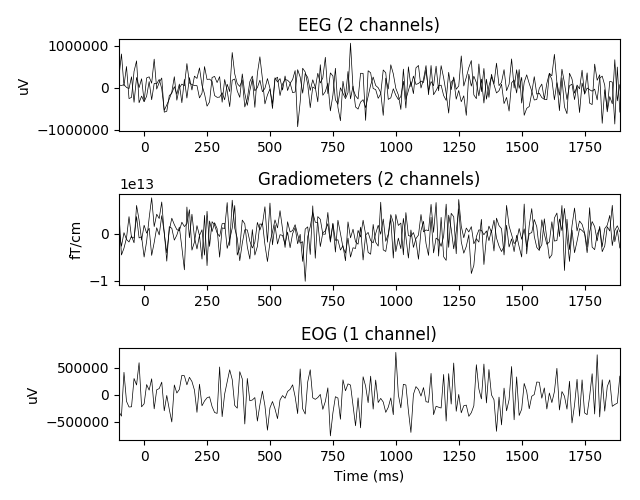 EEG (2 channels)
1000000
0
−1000000
uV
0 250 500 750 1000 1250 1500 1750
1e13
Gradiometers (2 channels)
0
−1
fT/cm
0 250 500 750 1000 1250 1500 1750
EOG (1 channel)
500000
0
−500000
uV
0 250 500 750 1000 1250 1500 1750
Time (ms)